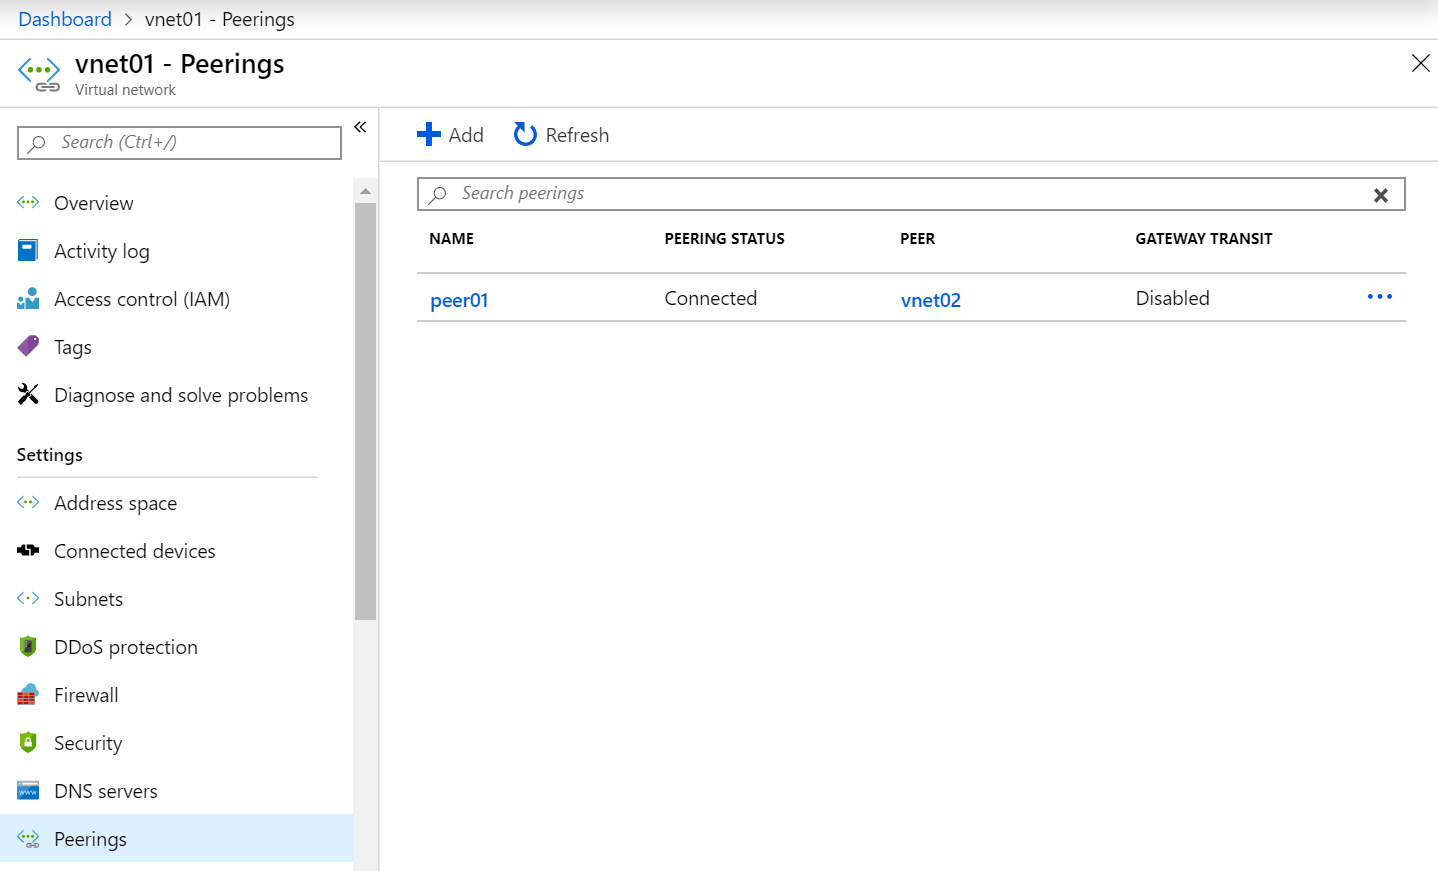 Dashboard > vnet01 - Peerings
vnet01 - Peerings
Virtual network
Search (Ctrl+/)
Overview
Activity log
Access control (IAM)
Tags
Diagnose and solve problems
Settings
Address space
Connected devices
Subnets
DDoS protection
Firewall
Security
DNS servers
Peerings
Add Refresh
Search peerings
NAME PEERING STATUS PEER GATEWAY TRANSIT
peer01 Connected vnet02 Disabled